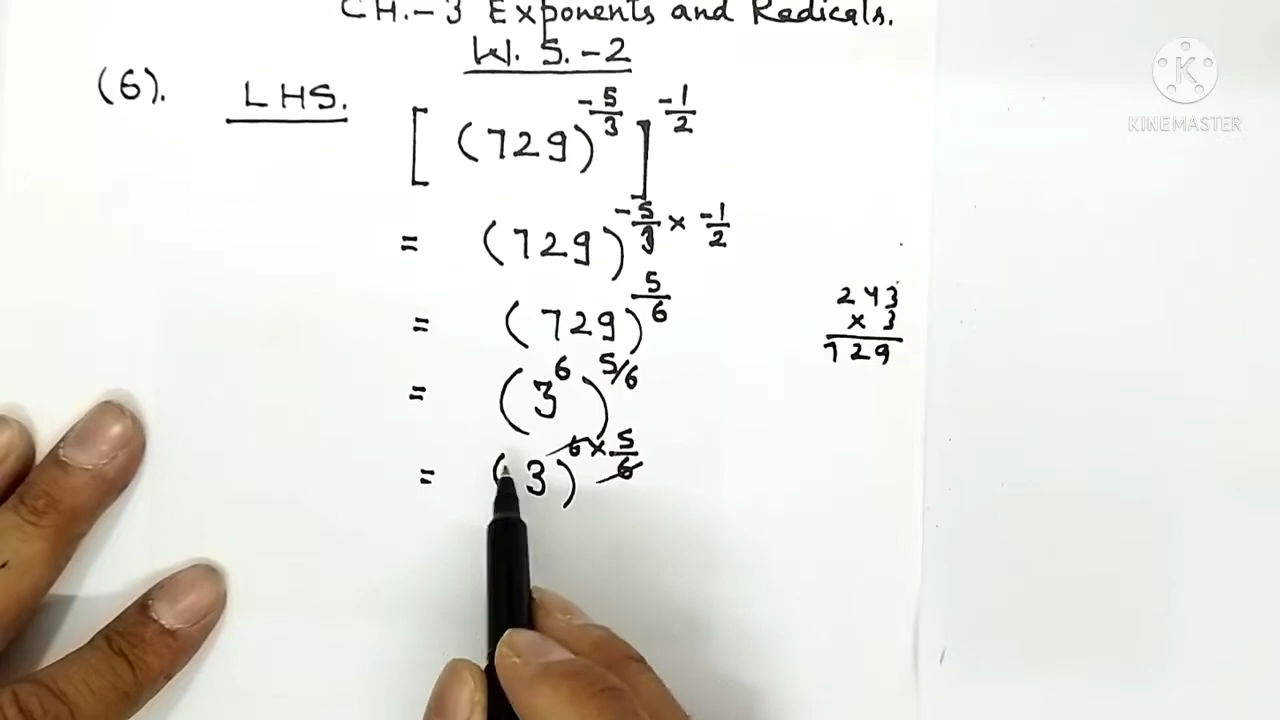 CH.-3 Exponents and Radicals.
W. S.-2
(6). LHS. [(729)^{-5/3}]^{-1/2}
= (729)^{-5/3 × -1/2}
= (729)^{5/6}
= (3^6)^{5/6}
= (3)^{6 × 5/6}
243
× 3
729
K
KINEMASTER